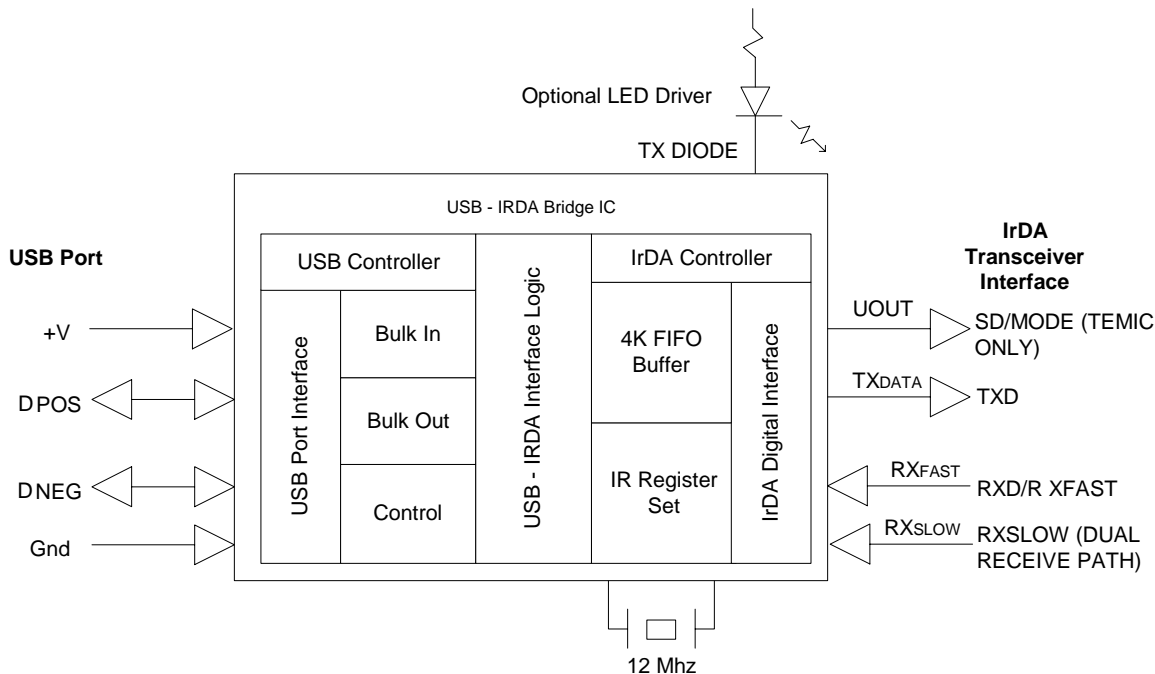 Optional LED Driver
TX DIODE
USB - IRDA Bridge IC
USB Port
+V
DPOS
DNEG
Gnd
USB Controller
USB Port Interface
Bulk In
Bulk Out
Control
USB - IRDA Interface Logic
IrDA Controller
4K FIFO
Buffer
IR Register
Set
IrDA Digital Interface
IrDA
Transceiver
Interface
UOUT
SD/MODE (TEMIC
ONLY)
TXDATA
TXD
RXFAST
RXD/R XFAST
RXSLOW
RXSLOW (DUAL
RECEIVE PATH)
12 Mhz